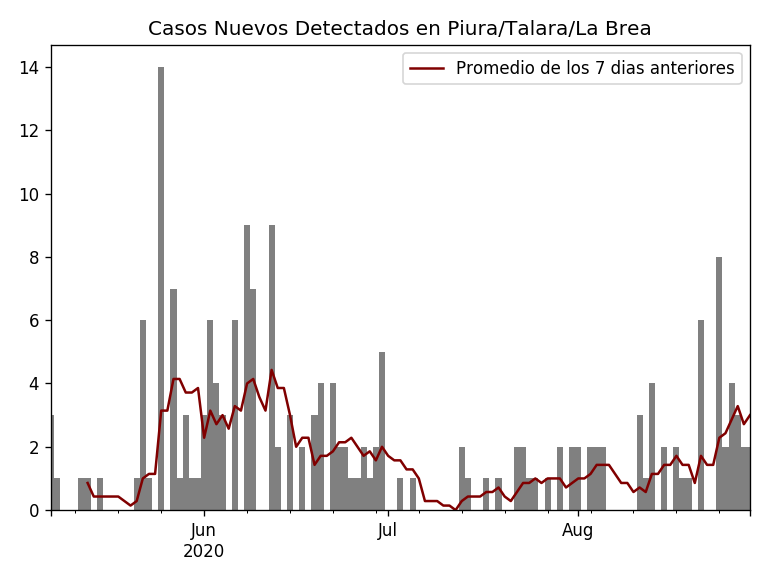 Casos Nuevos Detectados en Piura/Talara/La Brea
Promedio de los 7 dias anteriores
14
12
10
8
6
4
2
0
Jun
2020
Jul
Aug